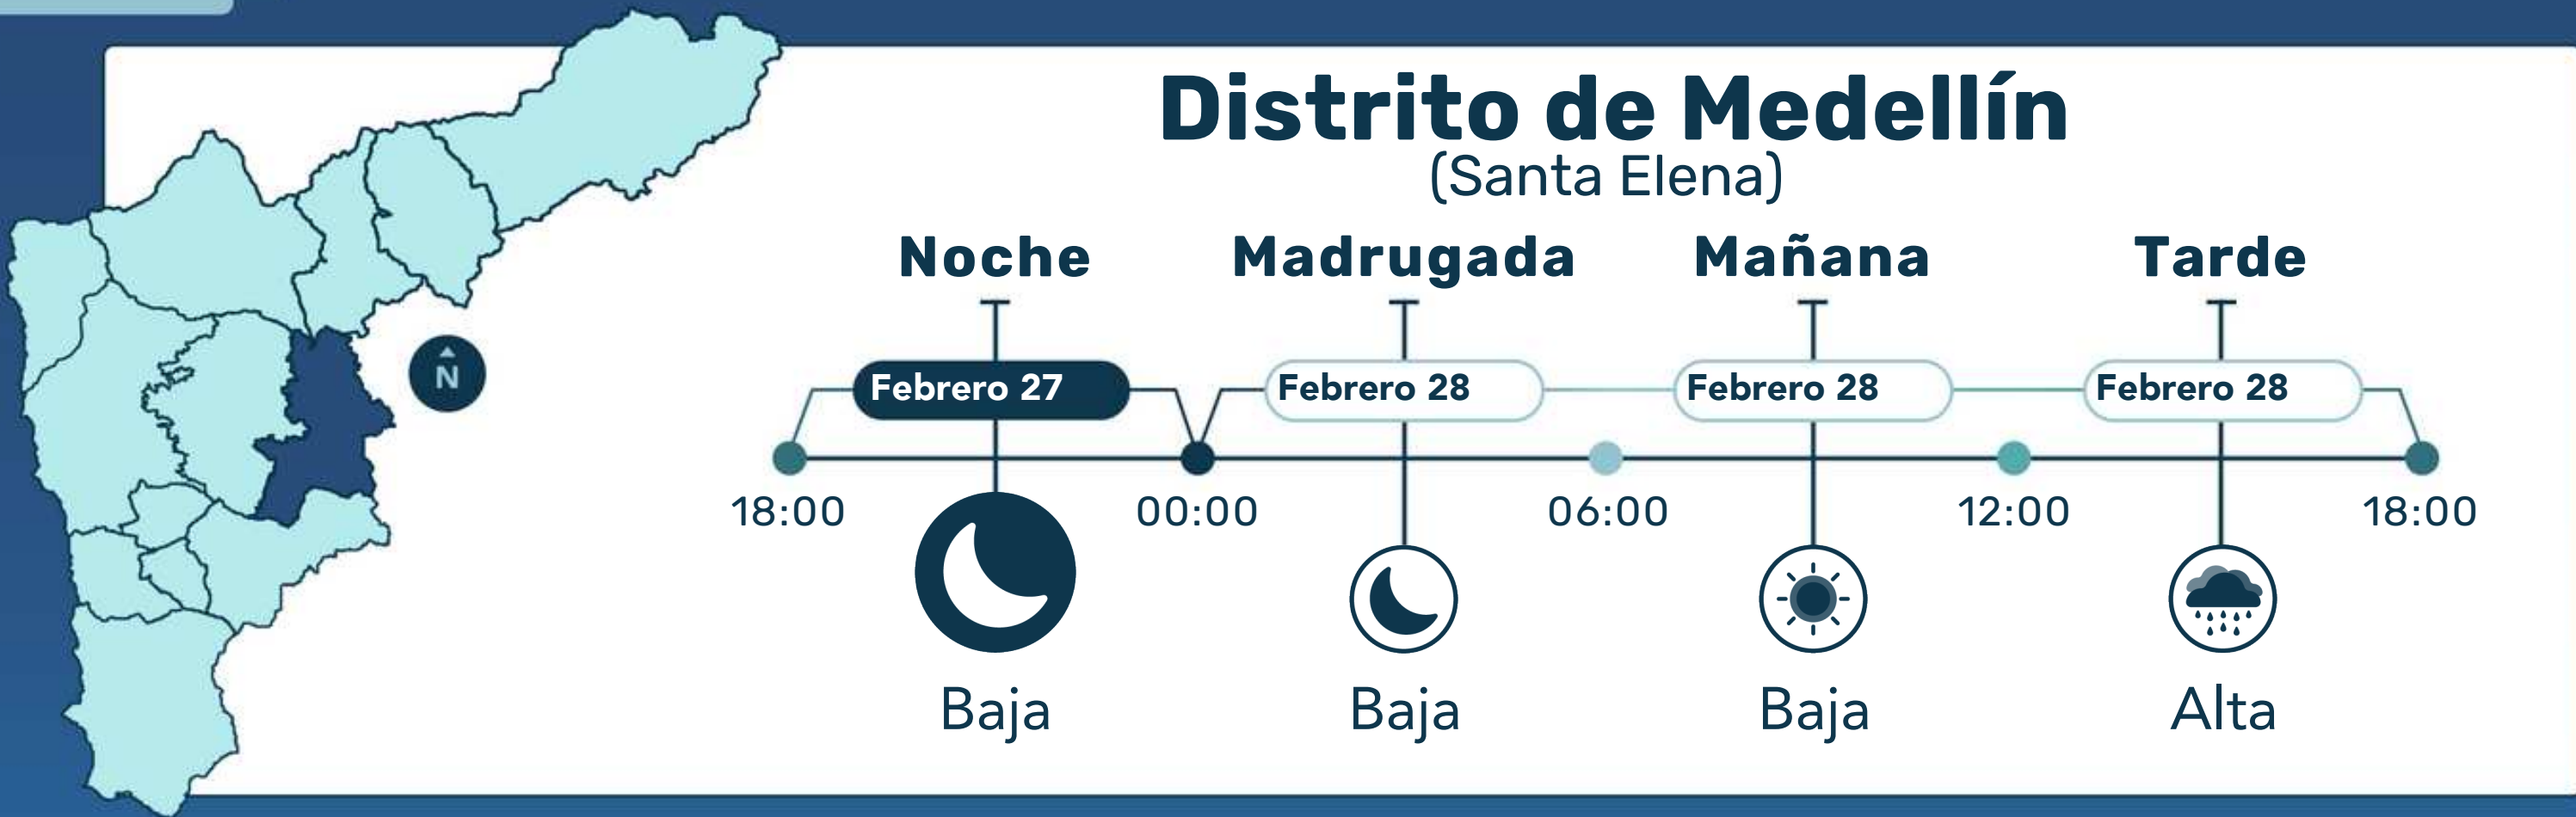 Distrito de Medellín
(Santa Elena)
Noche Madrugada Mañana Tarde
Febrero 27 Febrero 28 Febrero 28 Febrero 28
N
18:00 00:00 06:00 12:00 18:00
Baja Baja Baja Alta